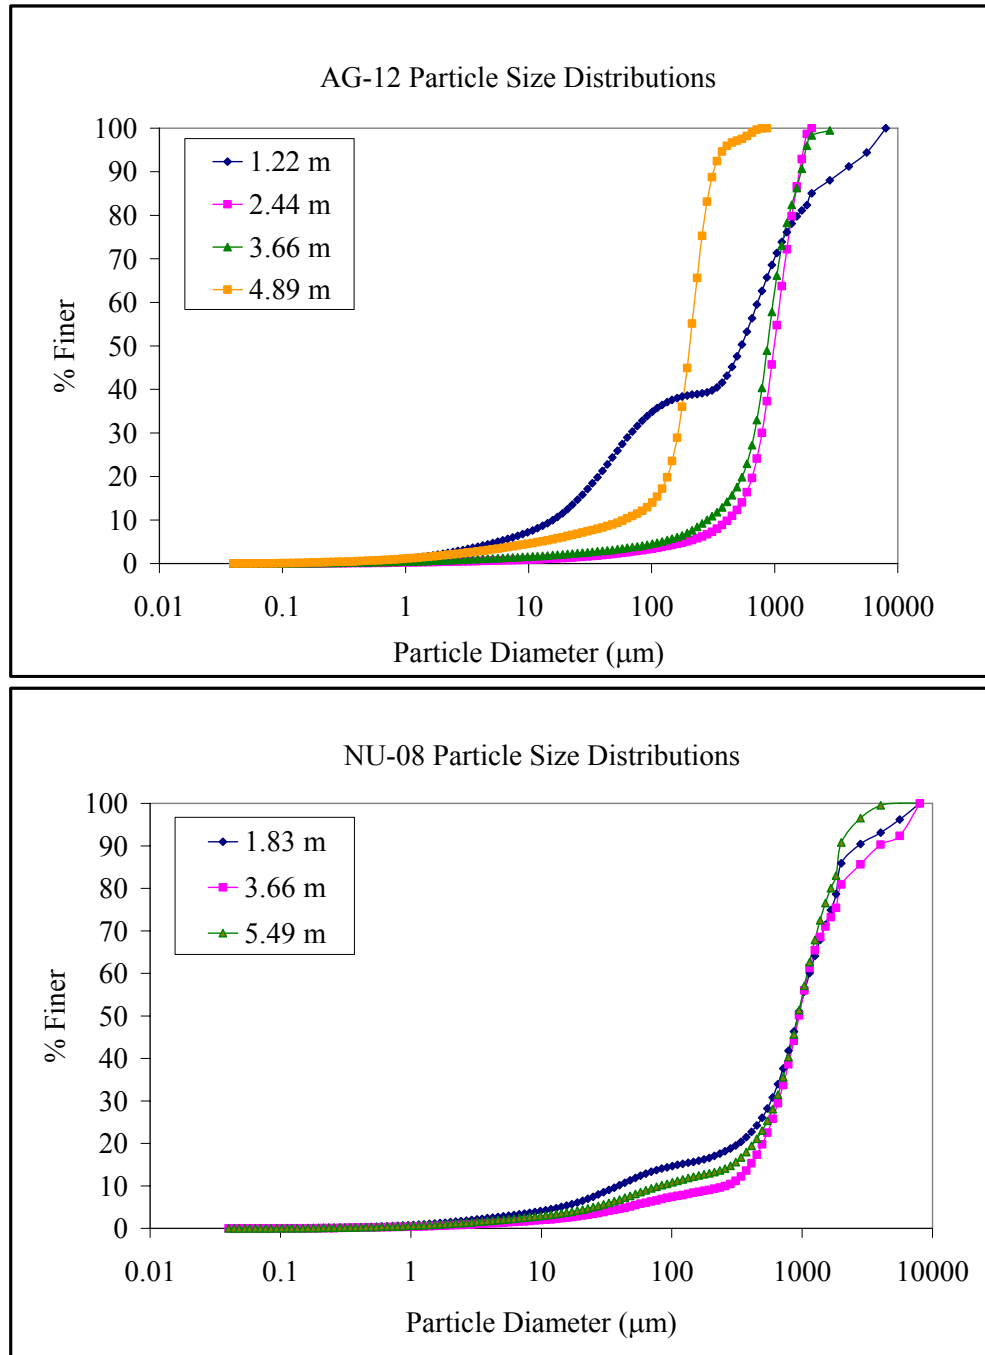 AG-12 Particle Size Distributions
100
90
80
70
60
50
40
30
20
10
0
% Finer
1.22 m
2.44 m
3.66 m
4.89 m
0.01 0.1 1 10 100 1000 10000
Particle Diameter (μm)
NU-08 Particle Size Distributions
100
90
80
70
60
50
40
30
20
10
0
% Finer
1.83 m
3.66 m
5.49 m
0.01 0.1 1 10 100 1000 10000
Particle Diameter (μm)